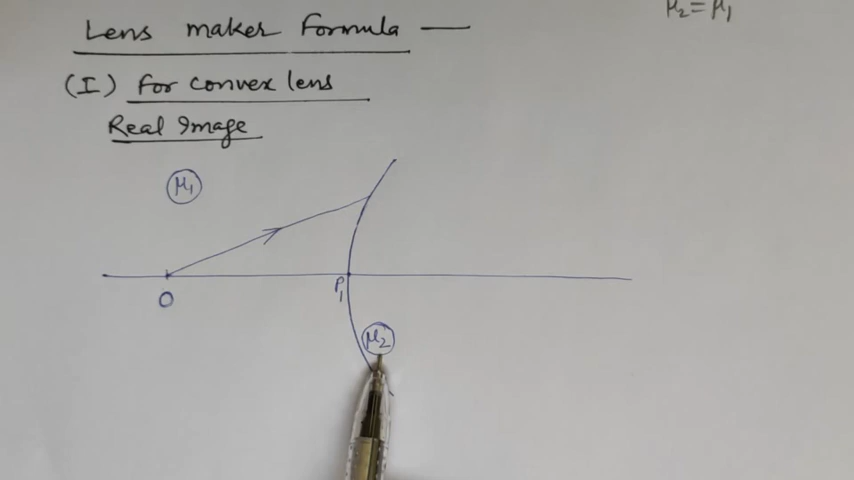 μ₂=μ₁
Lens maker Formula —
(I) For convex lens
Real Image
μ₁
P₁
O
μ₂